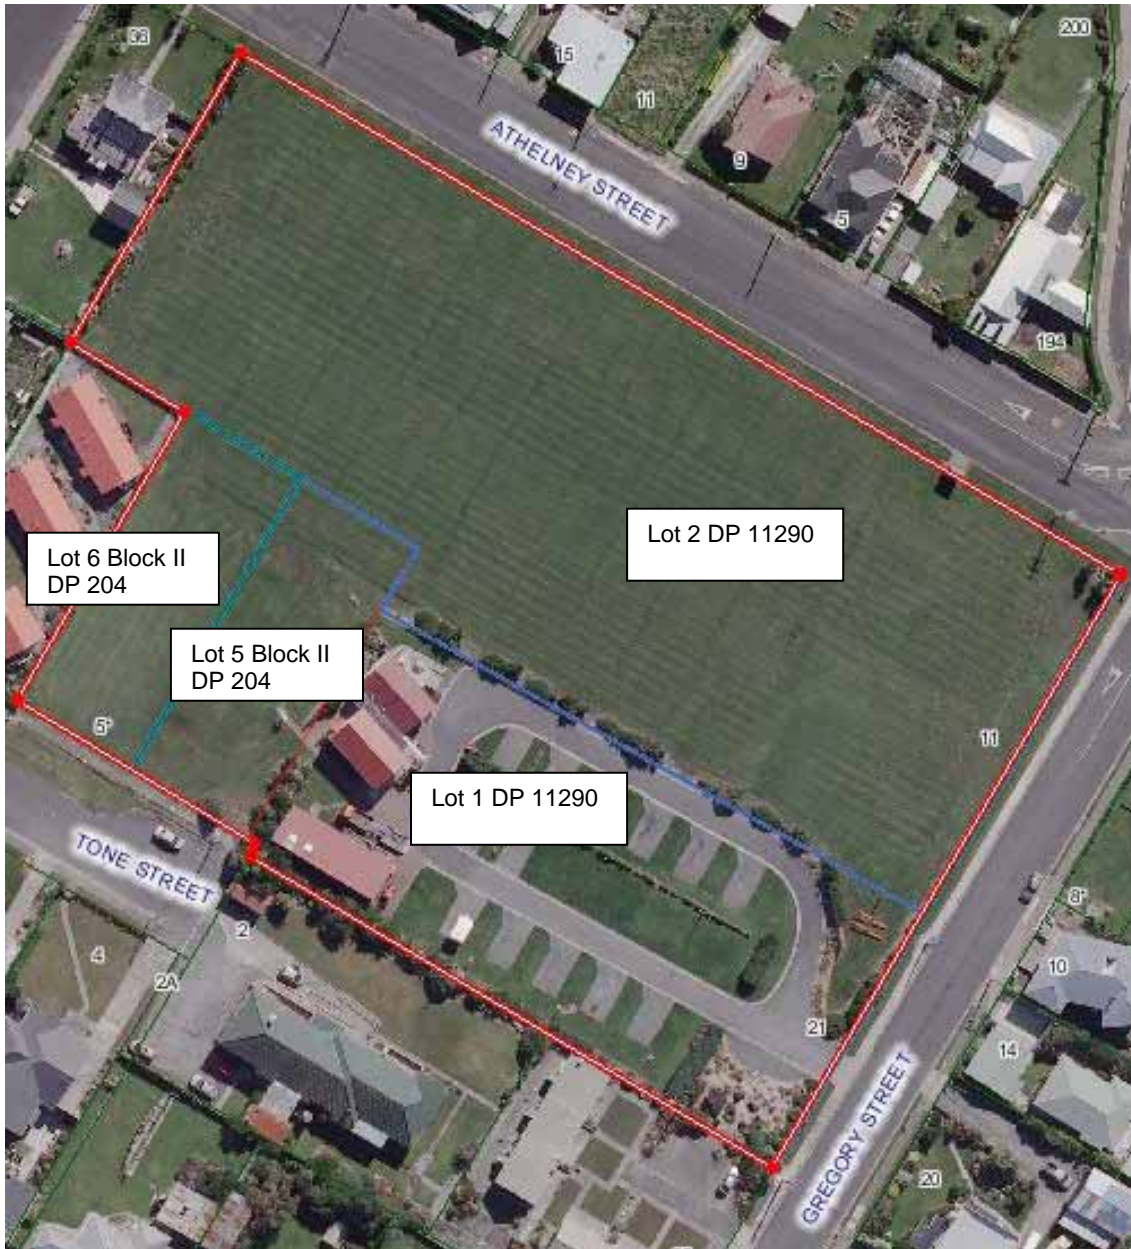 36
15
200
11
ATHELNEY STREET
9
5
194
Lot 2 DP 11290
Lot 6 Block II
DP 204
Lot 5 Block II
DP 204
5*
11
Lot 1 DP 11290
TONE STREET
2
4
2A
8*
10
21
14
GREGORY STREET
20